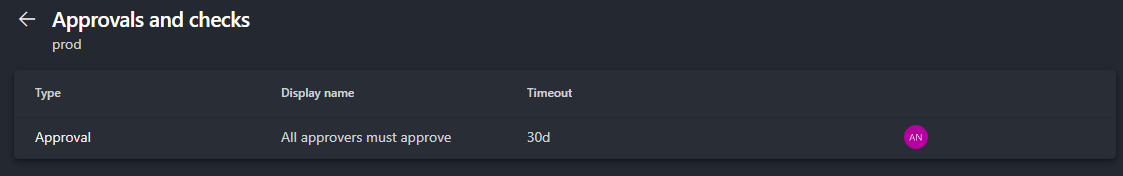 Approvals and checks
prod
Type Display name Timeout
Approval All approvers must approve 30d AN